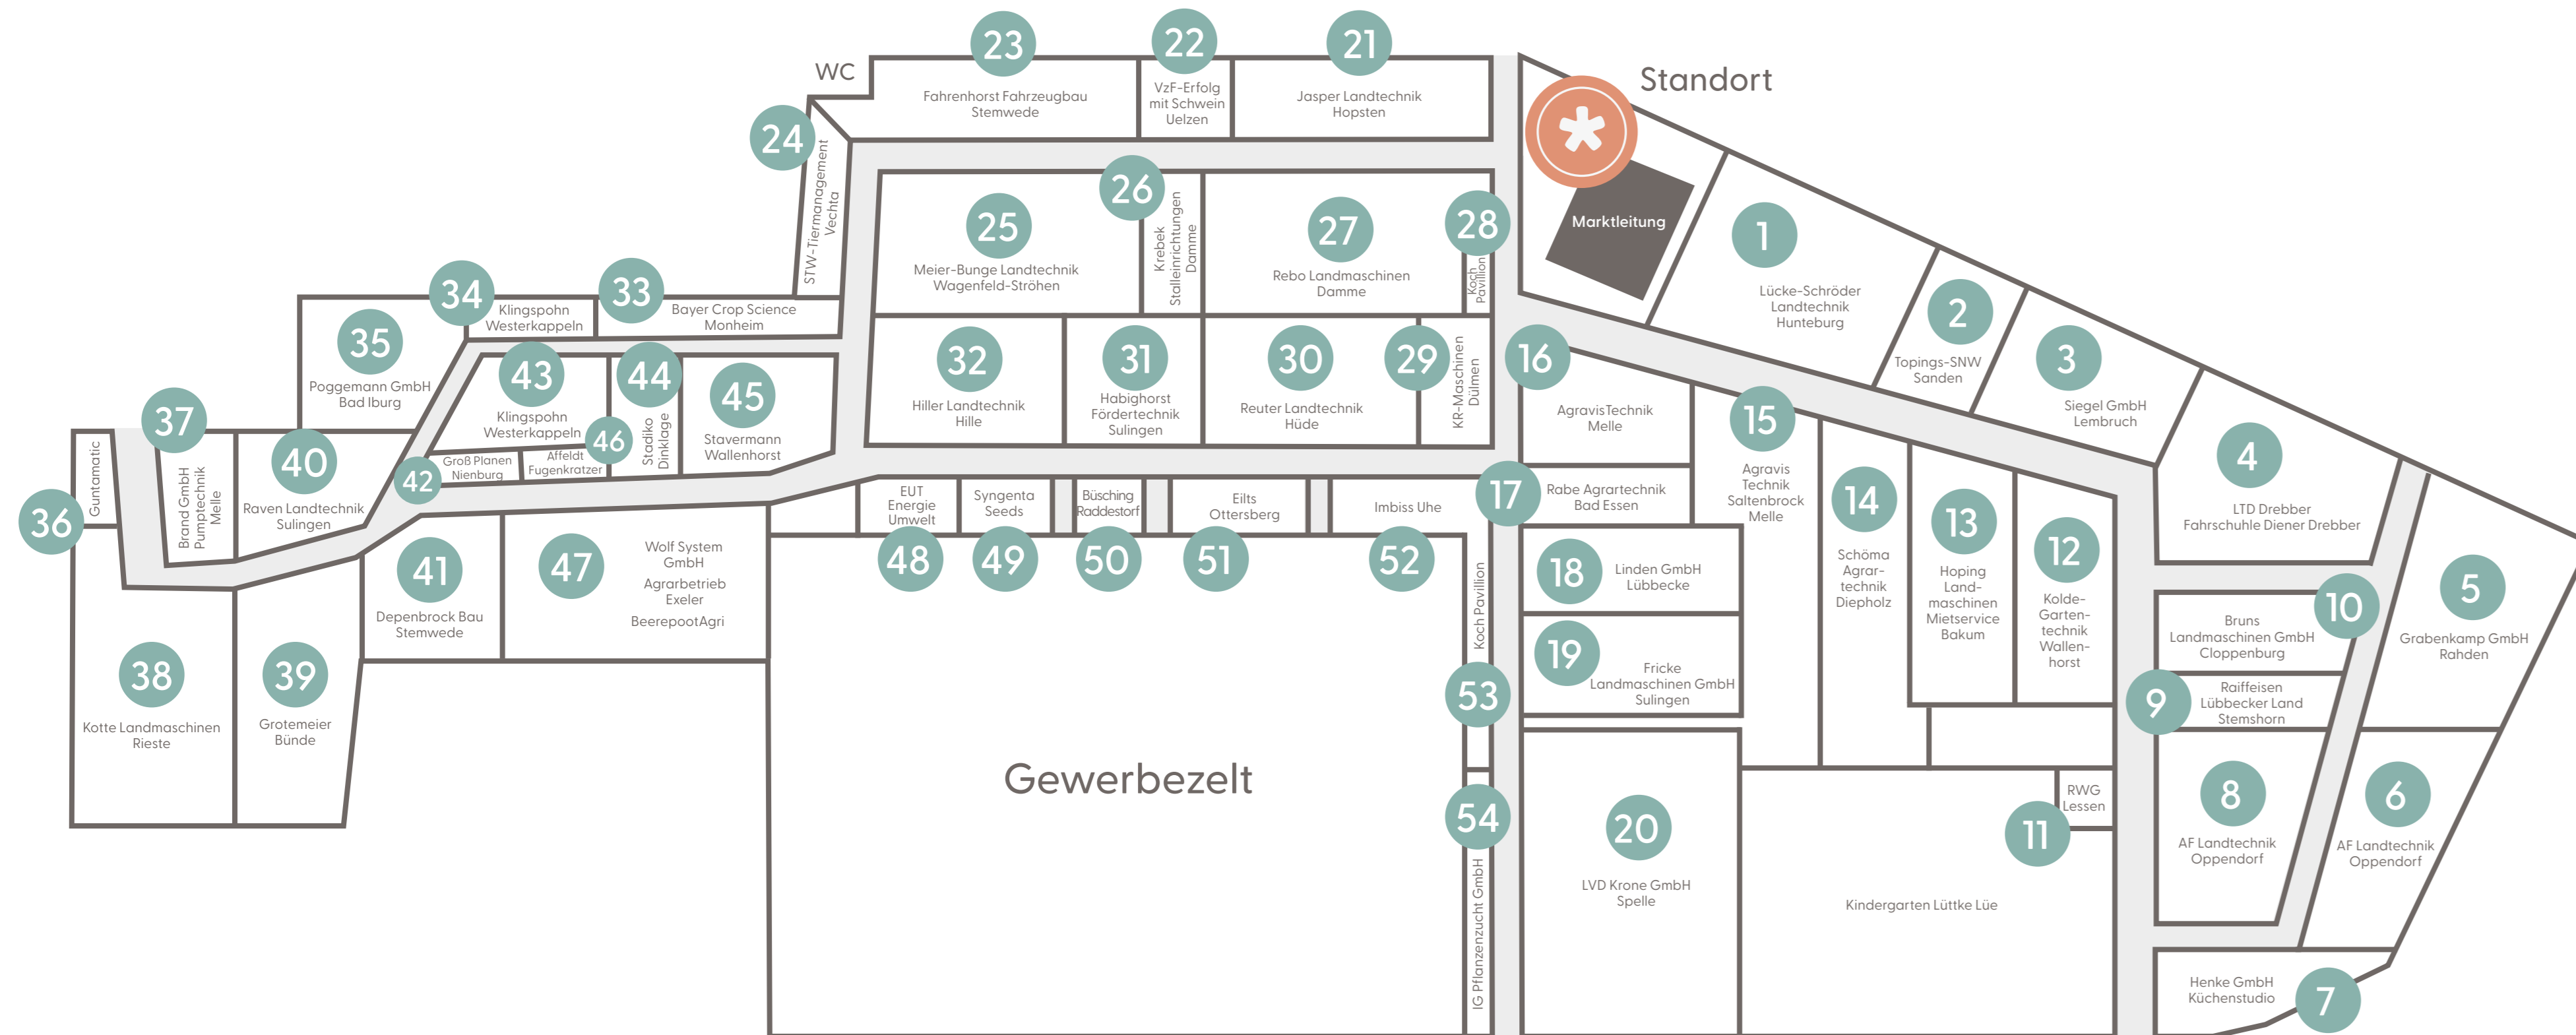 WC
23
Fahrenhorst Fahrzeugbau
Stemwede
22
VzF-Erfolg
mit Schwein
Uelzen
21
Jasper Landtechnik
Hopsten
Standort
*
Marktleitung
1
Lücke-Schröder
Landtechnik
Hunteburg
2
Topings-SNW
Sanden
3
Siegel GmbH
Lembruch
4
LTD Drebber
Fahrschuhle Diener Drebber
5
Grabenkamp GmbH
Rahden
6
AF Landtechnik
Oppendorf
7
Henke GmbH
Küchenstudio
8
AF Landtechnik
Oppendorf
9
Raiffeisen
Lübbecker Land
Stemshorn
10
Bruns
Landmaschinen GmbH
Cloppenburg
11
RWG
Lessen
Kindergarten Lüttke Lüe
12
Kolde-
Garten-
technik
Wallen-
horst
13
Hoping
Land-
maschinen
Mietservice
Bakum
14
Schöma
Agrar-
technik
Diepholz
15
Agravis
Technik
Saltenbrock
Melle
16
AgravisTechnik
Melle
17
Rabe Agrartechnik
Bad Essen
18
Linden GmbH
Lübbecke
19
Fricke
Landmaschinen GmbH
Sulingen
20
LVD Krone GmbH
Spelle
24
STW-Tiermanagement
Vechta
25
Meier-Bunge Landtechnik
Wagenfeld-Ströhen
26
Krebek
Stalleinrichtungen
Damme
27
Rebo Landmaschinen
Damme
28
Koch
Pavillion
29
KR-Maschinen
Dülmen
30
Reuter Landtechnik
Hüde
31
Habighorst
Fördertechnik
Sulingen
32
Hiller Landtechnik
Hille
33
Bayer Crop Science
Monheim
34
Klingspohn
Westerkappeln
35
Poggemann GmbH
Bad Iburg
36
Guntamatic
37
Brand GmbH
Pumptechnik
Melle
38
Kotte Landmaschinen
Rieste
39
Grotemeier
Bünde
40
Raven Landtechnik
Sulingen
41
Depenbrock Bau
Stemwede
42
Groß Planen
Nienburg
43
Klingspohn
Westerkappeln
44
Stadiko
Dinklage
45
Stavermann
Wallenhorst
46
Affeldt
Fugenkratzer
47
Wolf System
GmbH
Agrarbetrieb
Exeler
BeerepootAgri
48
EUT
Energie
Umwelt
49
Syngenta
Seeds
50
Büsching
Raddestorf
51
Eilts
Ottersberg
52
Imbiss Uhe
53
Koch Pavillion
54
IG Pflanzenzucht GmbH
Gewerbezelt